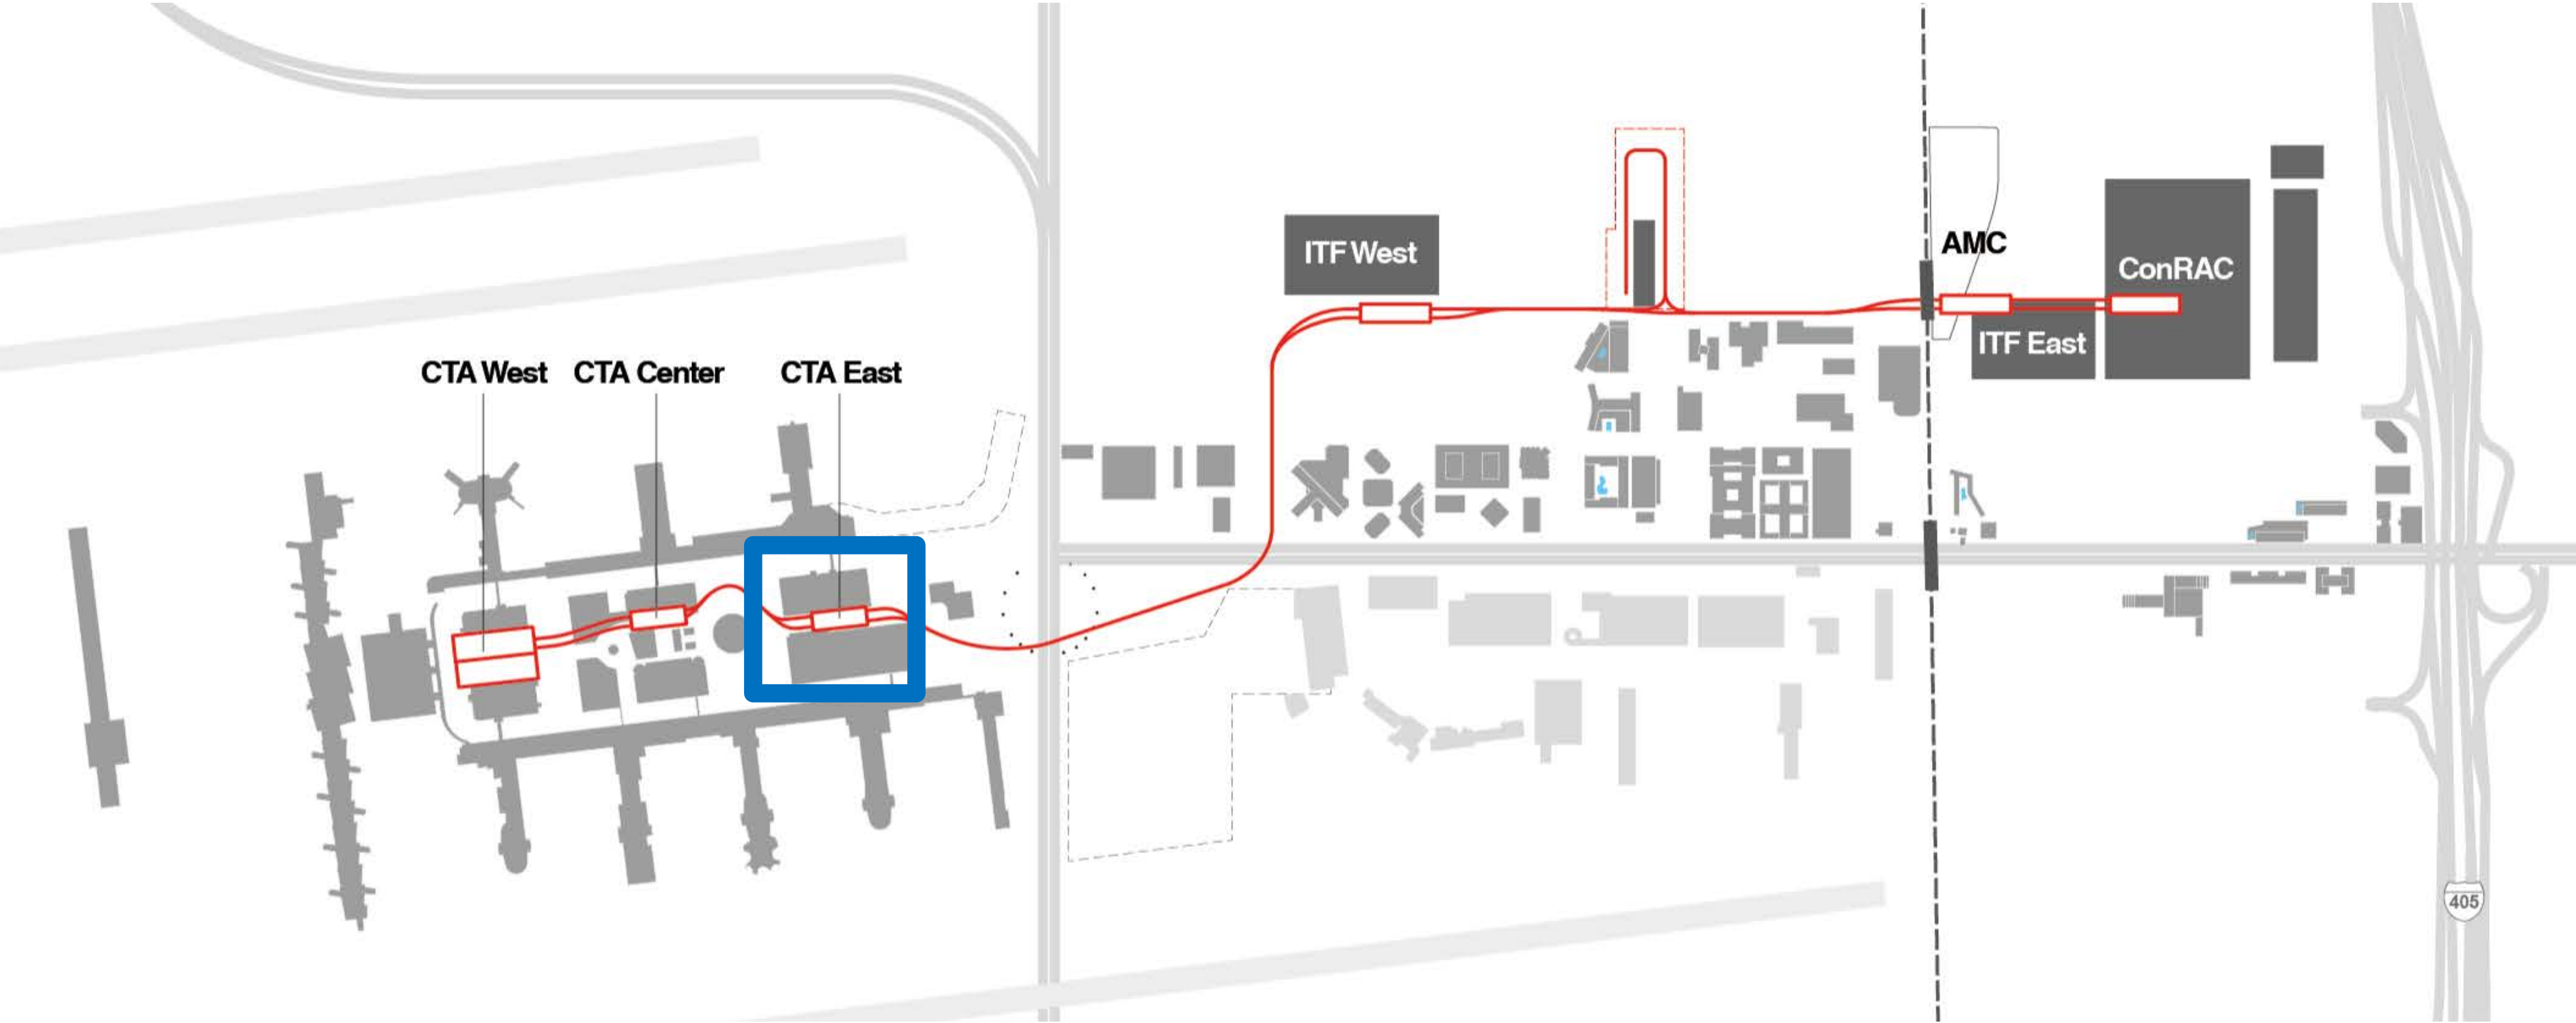 ITF West
AMC
ConRAC
ITF East
CTA West
CTA Center
CTA East
405